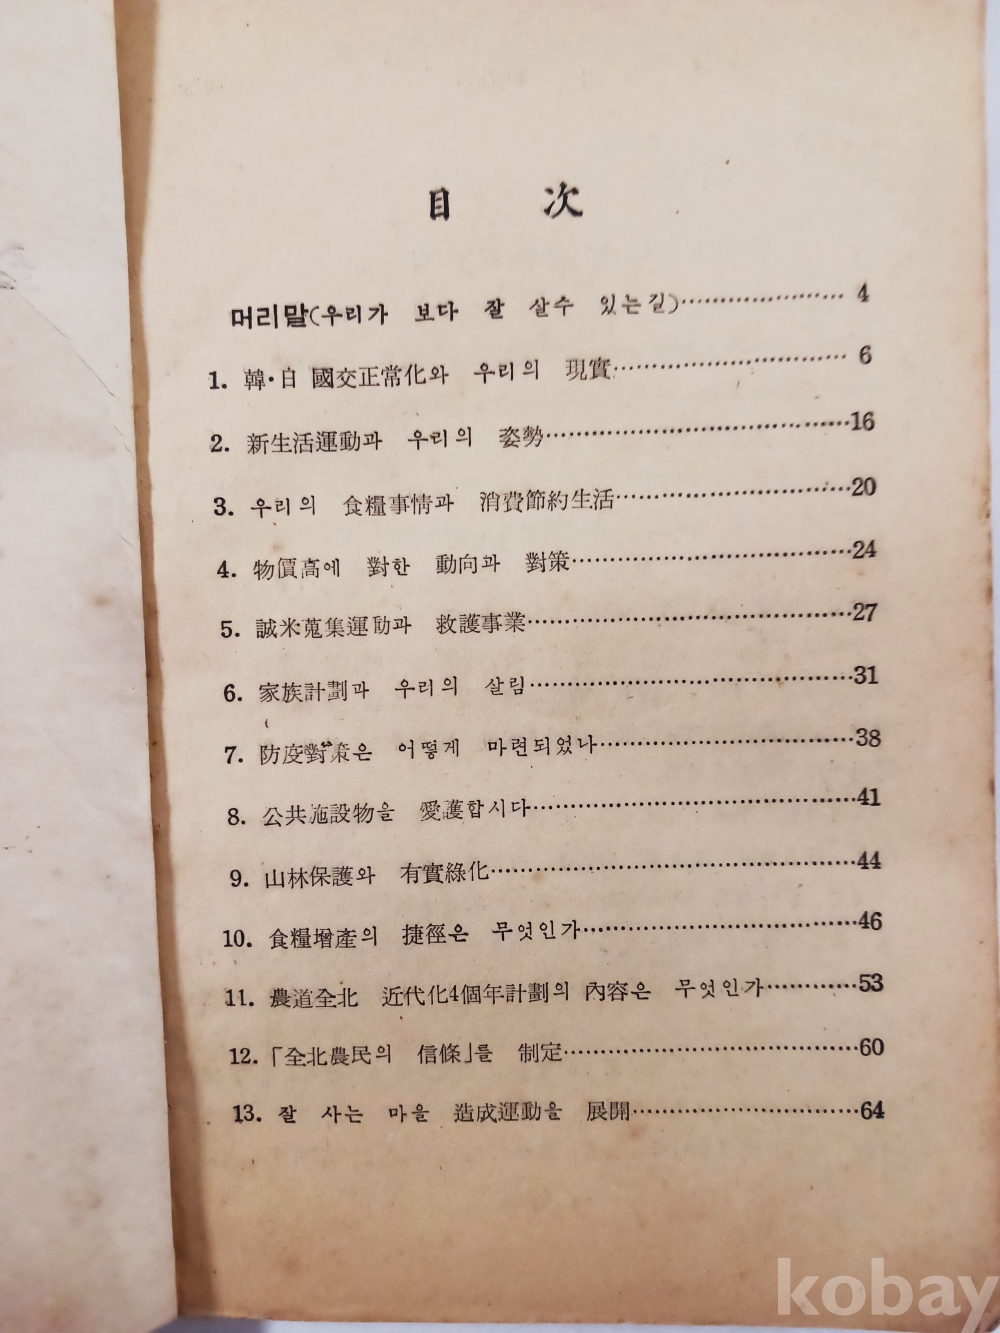 目 次
머리말(우리가 보다 잘 살수 있는길)…………………… 4
1. 韓·日 國交正常化와 우리의 現實…………………………… 6
2. 新生活運動과 우리의 姿勢…………………………………16
3. 우리의 食糧事情과 消費節約生活…………………………20
4. 物價高에 對한 動向과 對策………………………………24
5. 誠米蒐集運動과 救護事業…………………………………27
6. 家族計劃과 우리의 살림…………………………………31
7. 防疫對策은 어떻게 마련되었나……………………………38
8. 公共施設物을 愛護합시다…………………………………41
9. 山林保護와 有實綠化………………………………………44
10. 食糧增產의 捷徑은 무엇인가……………………………46
11. 農道全北 近代化4個年計劃의 內容은 무엇인가…………53
12. 「全北農民의 信條」를 制定………………………………60
13. 잘 사는 마을 造成運動을 展開…………………………64
kobay